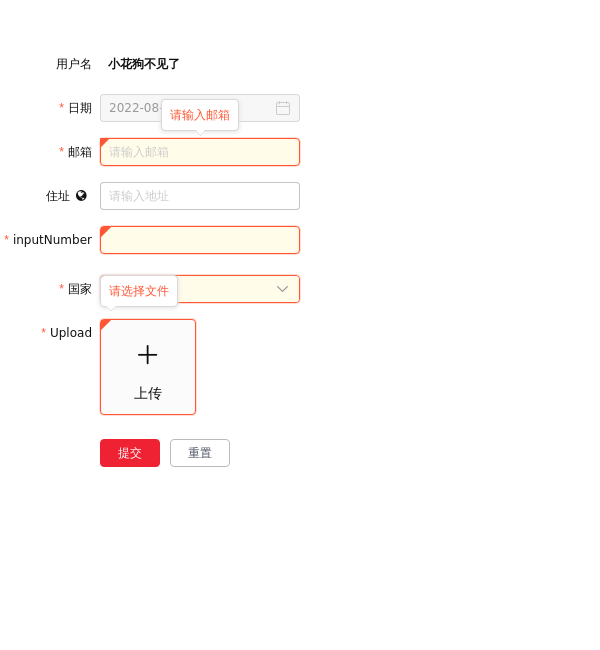 用户名 小花狗不见了
* 日期 2022-08-
请输入邮箱
* 邮箱 请输入邮箱
住址 请输入地址
* inputNumber
* 国家
请选择文件
* Upload
上传
提交 重置